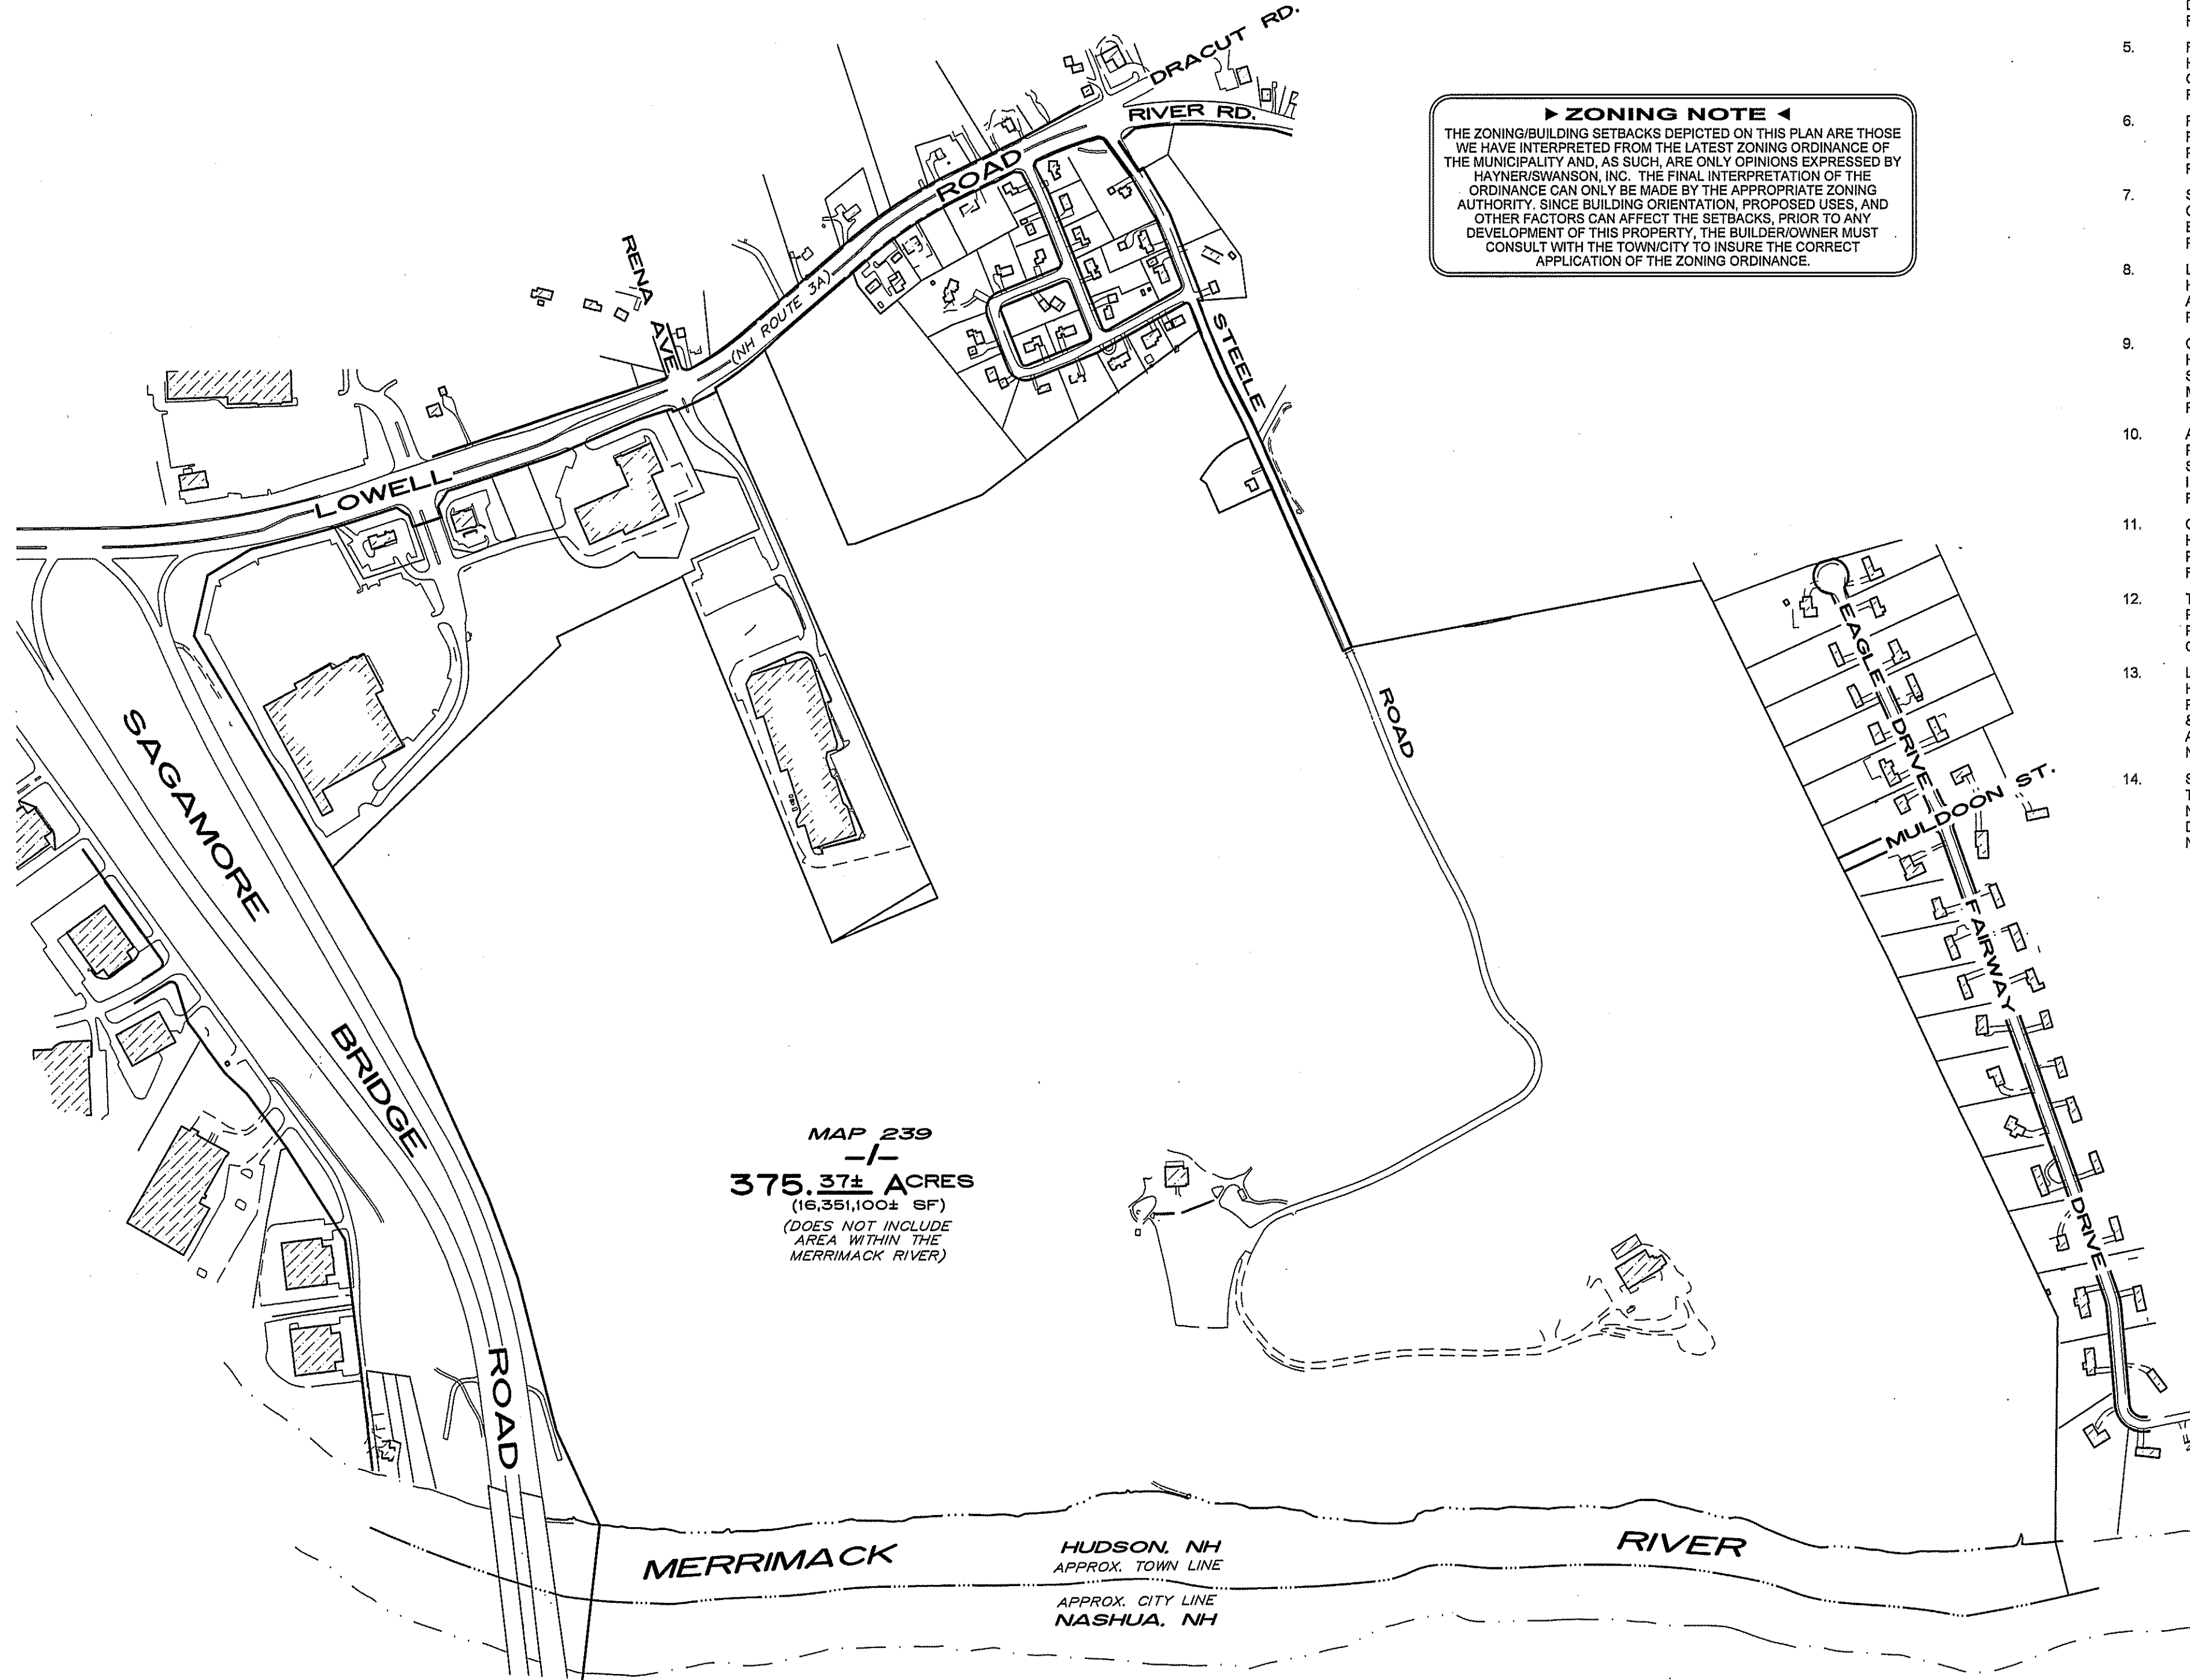 DRACUT RD.
RIVER RD.
► ZONING NOTE ◄
THE ZONING/BUILDING SETBACKS DEPICTED ON THIS PLAN ARE THOSE
WE HAVE INTERPRETED FROM THE LATEST ZONING ORDINANCE OF
THE MUNICIPALITY AND, AS SUCH, ARE ONLY OPINIONS EXPRESSED BY
HAYNER/SWANSON, INC. THE FINAL INTERPRETATION OF THE
ORDINANCE CAN ONLY BE MADE BY THE APPROPRIATE ZONING
AUTHORITY. SINCE BUILDING ORIENTATION, PROPOSED USES, AND
OTHER FACTORS CAN AFFECT THE SETBACKS, PRIOR TO ANY
DEVELOPMENT OF THIS PROPERTY, THE BUILDER/OWNER MUST
CONSULT WITH THE TOWN/CITY TO INSURE THE CORRECT
APPLICATION OF THE ZONING ORDINANCE.
5.
6.
7.
8.
9.
10.
11.
12.
13.
14.
LOWELL
(NH ROUTE 3A)
ROAD
RENA AVE
STEELE
ROAD
EAGLE DRIVE
MULDOON ST.
FAIRWAY
DRIVE
SAGAMORE
BRIDGE
ROAD
MAP 239
-/-
375.37± ACRES
(16,351,100± SF)
(DOES NOT INCLUDE
AREA WITHIN THE
MERRIMACK RIVER)
MERRIMACK
RIVER
HUDSON, NH
APPROX. TOWN LINE
APPROX. CITY LINE
NASHUA, NH